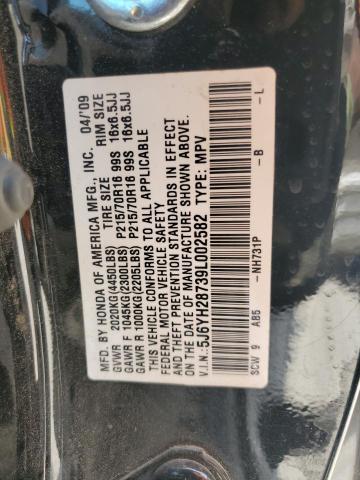 MFD. BY HONDA OF AMERICA MFG., INC. 04/'09
TIRE SIZE RIM SIZE
GVWR 2020KG(4450LBS)
GAWR F 1045KG(2300LBS) P215/70R16 99S 16x6.5JJ
GAWR R 1000KG(2205LBS) P215/70R16 99S 16x6.5JJ
THIS VEHICLE CONFORMS TO ALL APPLICABLE
FEDERAL MOTOR VEHICLE SAFETY
AND THEFT PREVENTION STANDARDS IN EFFECT
ON THE DATE OF MANUFACTURE SHOWN ABOVE.
V.I.N.: 5J6YH28739L002582 TYPE: MPV
SCW 9 AB5 -NH731P -B -L